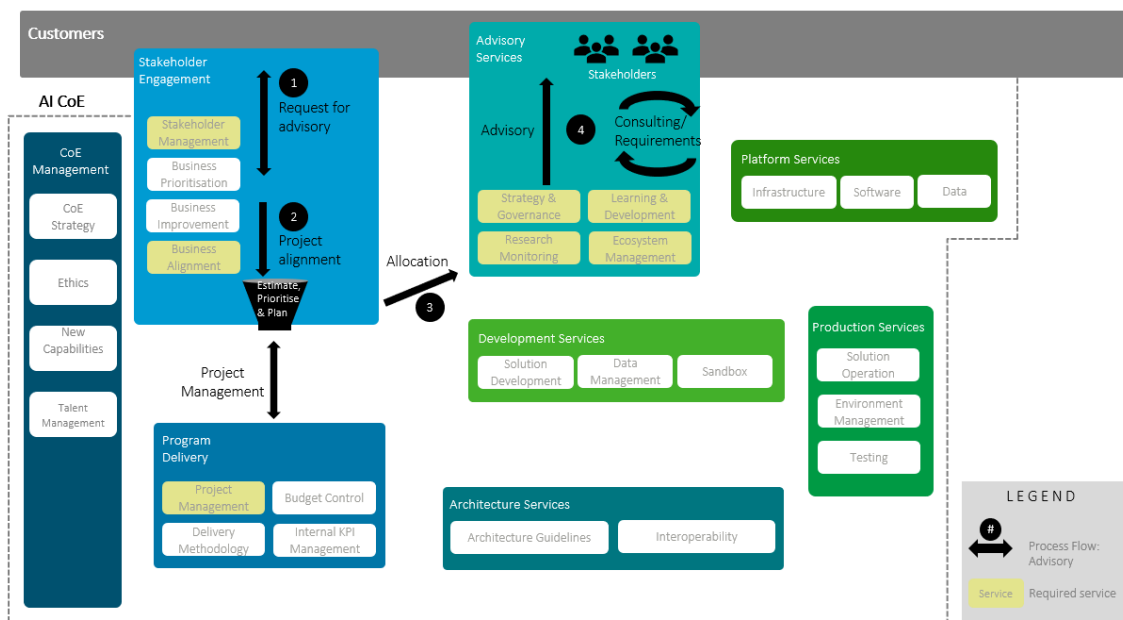 Customers
AI CoE
CoE
Management
CoE
Strategy
Ethics
New
Capabilities
Talent
Management
Stakeholder
Engagement
1
Request for
advisory
Stakeholder
Management
Business
Prioritisation
Business
Improvement
Business
Alignment
2
Project
alignment
Estimate,
Prioritise
& Plan
Allocation
3
Project
Management
Program
Delivery
Project
Management
Budget Control
Delivery
Methodology
Internal KPI
Management
Advisory
Services
Stakeholders
Advisory
4
Consulting/
Requirements
Strategy &
Governance
Learning &
Development
Research
Monitoring
Ecosystem
Management
Development Services
Solution
Development
Data
Management
Sandbox
Architecture Services
Architecture Guidelines
Interoperability
Platform Services
Infrastructure
Software
Data
Production Services
Solution
Operation
Environment
Management
Testing
LEGEND
#
Process Flow:
Advisory
Service
Required service